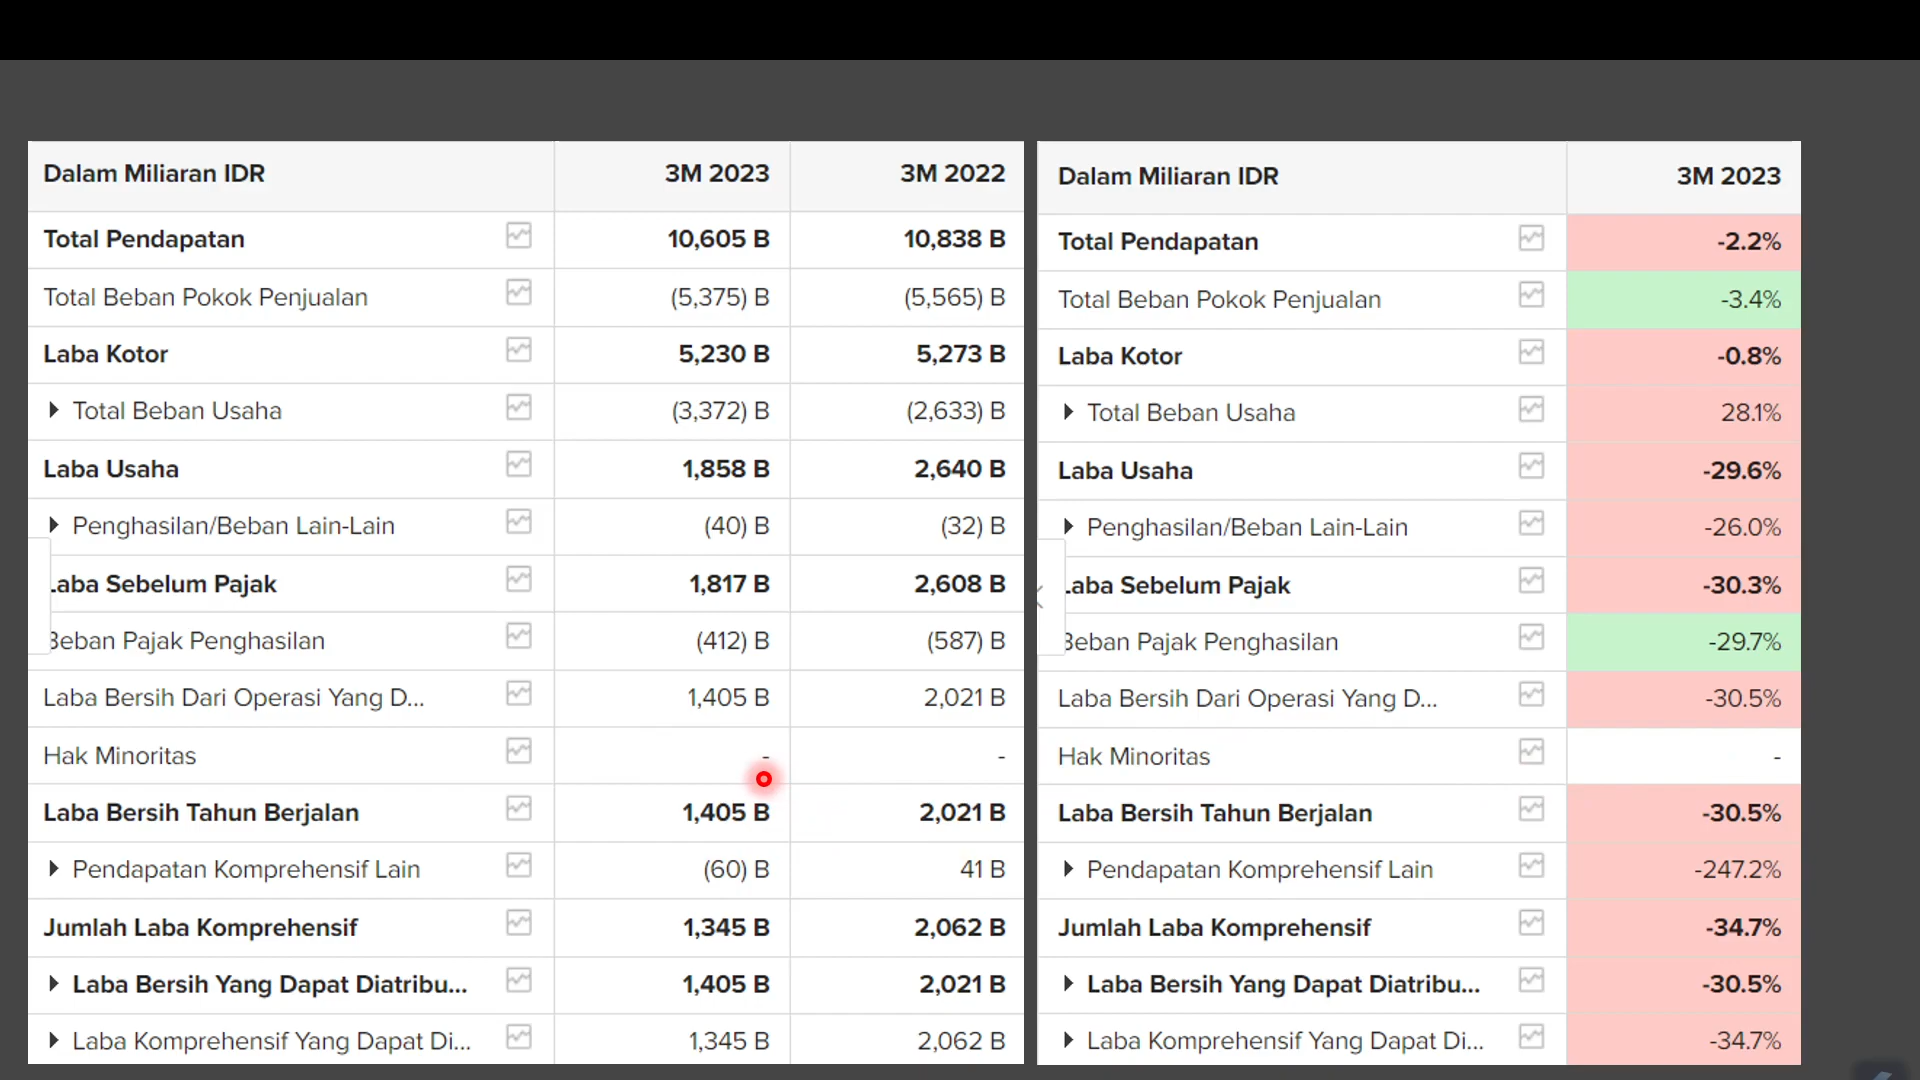 Dalam Miliaran IDR 3M 2023 3M 2022
Total Pendapatan 10,605 B 10,838 B
Total Beban Pokok Penjualan (5,375) B (5,565) B
Laba Kotor 5,230 B 5,273 B
Total Beban Usaha (3,372) B (2,633) B
Laba Usaha 1,858 B 2,640 B
Penghasilan/Beban Lain-Lain (40) B (32) B
Laba Sebelum Pajak 1,817 B 2,608 B
Beban Pajak Penghasilan (412) B (587) B
Laba Bersih Dari Operasi Yang D... 1,405 B 2,021 B
Hak Minoritas - -
Laba Bersih Tahun Berjalan 1,405 B 2,021 B
Pendapatan Komprehensif Lain (60) B 41 B
Jumlah Laba Komprehensif 1,345 B 2,062 B
Laba Bersih Yang Dapat Diatribu... 1,405 B 2,021 B
Laba Komprehensif Yang Dapat Di... 1,345 B 2,062 B
Dalam Miliaran IDR 3M 2023
Total Pendapatan -2.2%
Total Beban Pokok Penjualan -3.4%
Laba Kotor -0.8%
Total Beban Usaha 28.1%
Laba Usaha -29.6%
Penghasilan/Beban Lain-Lain -26.0%
Laba Sebelum Pajak -30.3%
Beban Pajak Penghasilan -29.7%
Laba Bersih Dari Operasi Yang D... -30.5%
Hak Minoritas -
Laba Bersih Tahun Berjalan -30.5%
Pendapatan Komprehensif Lain -247.2%
Jumlah Laba Komprehensif -34.7%
Laba Bersih Yang Dapat Diatribu... -30.5%
Laba Komprehensif Yang Dapat Di... -34.7%